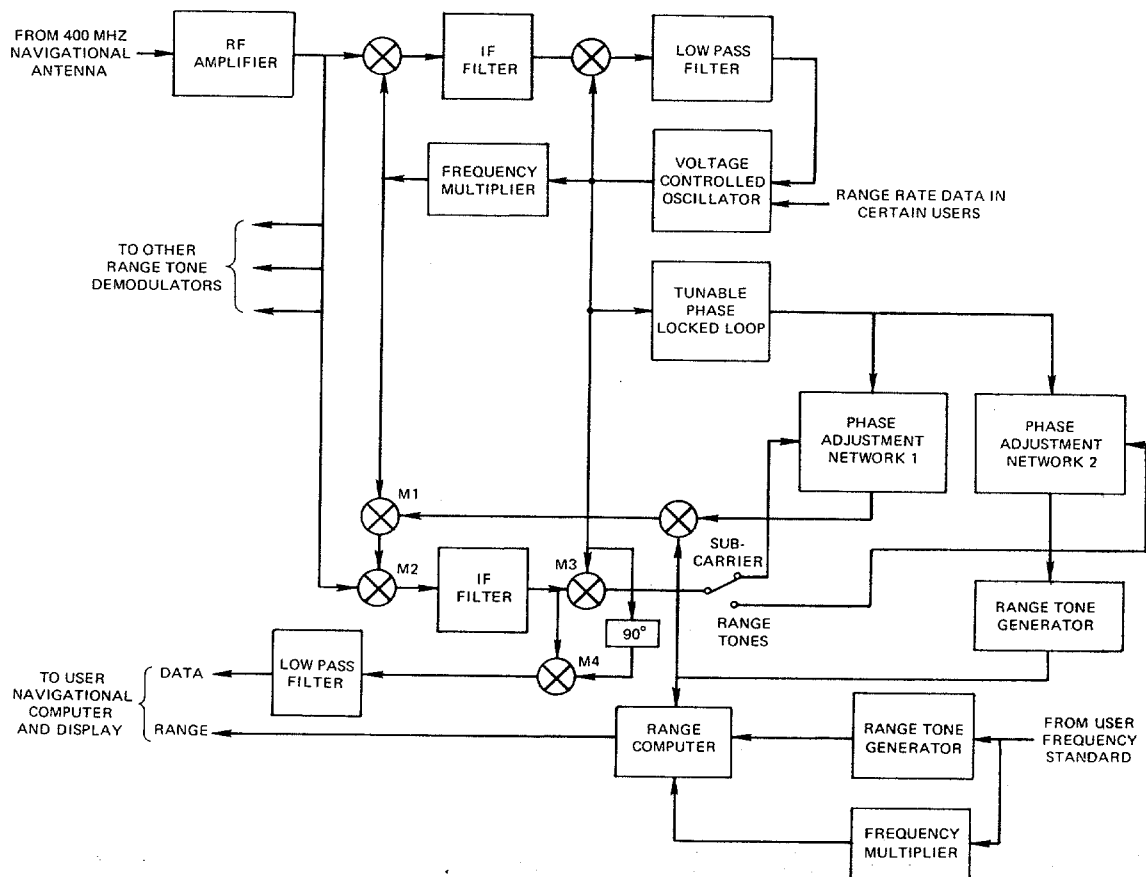 FROM 400 MHZ
NAVIGATIONAL
ANTENNA
RF
AMPLIFIER
IF
FILTER
LOW PASS
FILTER
FREQUENCY
MULTIPLIER
VOLTAGE
CONTROLLED
OSCILLATOR
RANGE RATE DATA IN
CERTAIN USERS
TO OTHER
RANGE TONE
DEMODULATORS
TUNABLE
PHASE
LOCKED LOOP
PHASE
ADJUSTMENT
NETWORK 1
PHASE
ADJUSTMENT
NETWORK 2
M1
SUB-
CARRIER
M2
IF
FILTER
M3
RANGE
TONES
RANGE TONE
GENERATOR
90°
M4
TO USER
NAVIGATIONAL
COMPUTER
AND DISPLAY
DATA
RANGE
LOW PASS
FILTER
RANGE
COMPUTER
RANGE TONE
GENERATOR
FROM USER
FREQUENCY
STANDARD
FREQUENCY
MULTIPLIER